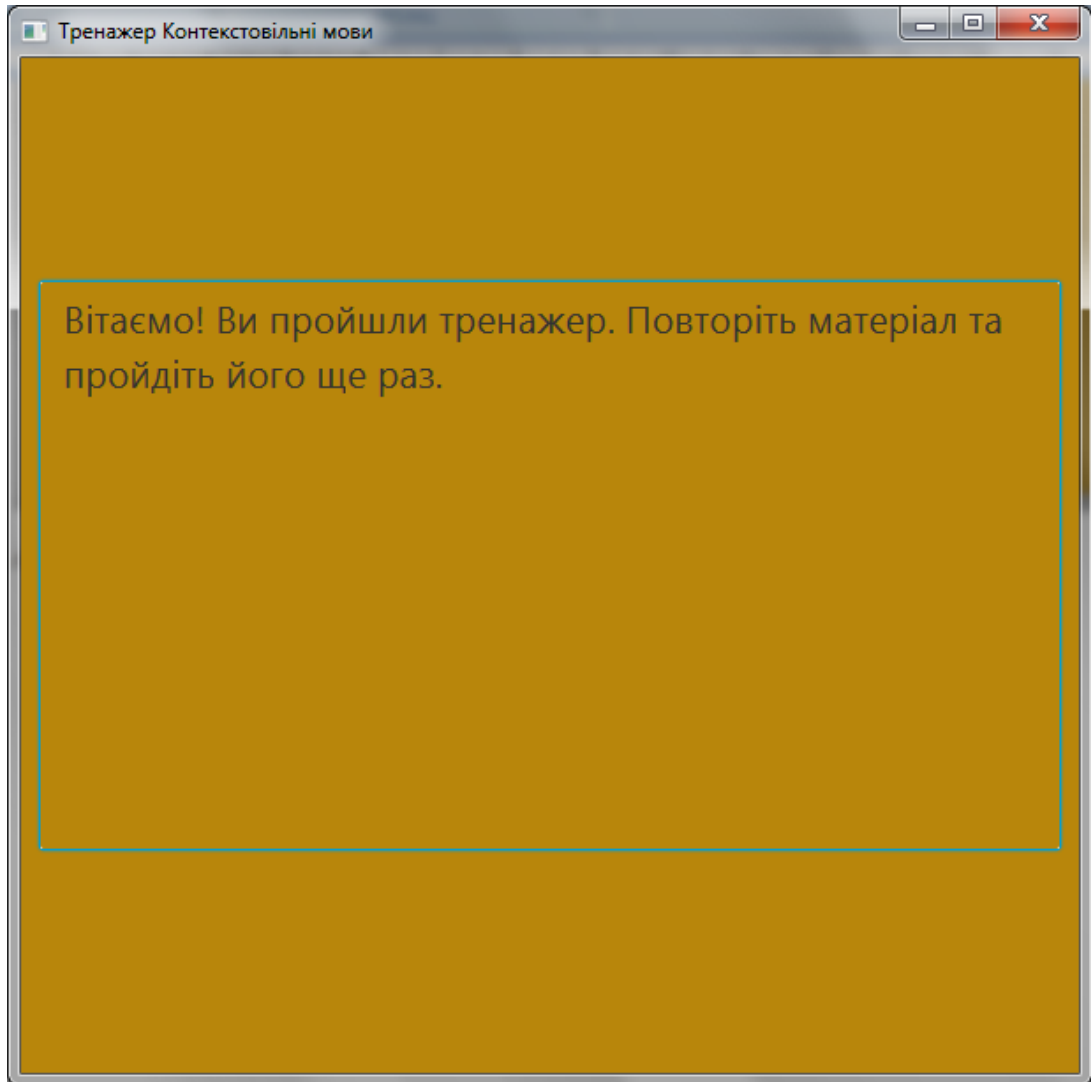 Тренажер Контекстовільні мови
Вітаємо! Ви пройшли тренажер. Повторіть матеріал та
пройдіть його ще раз.